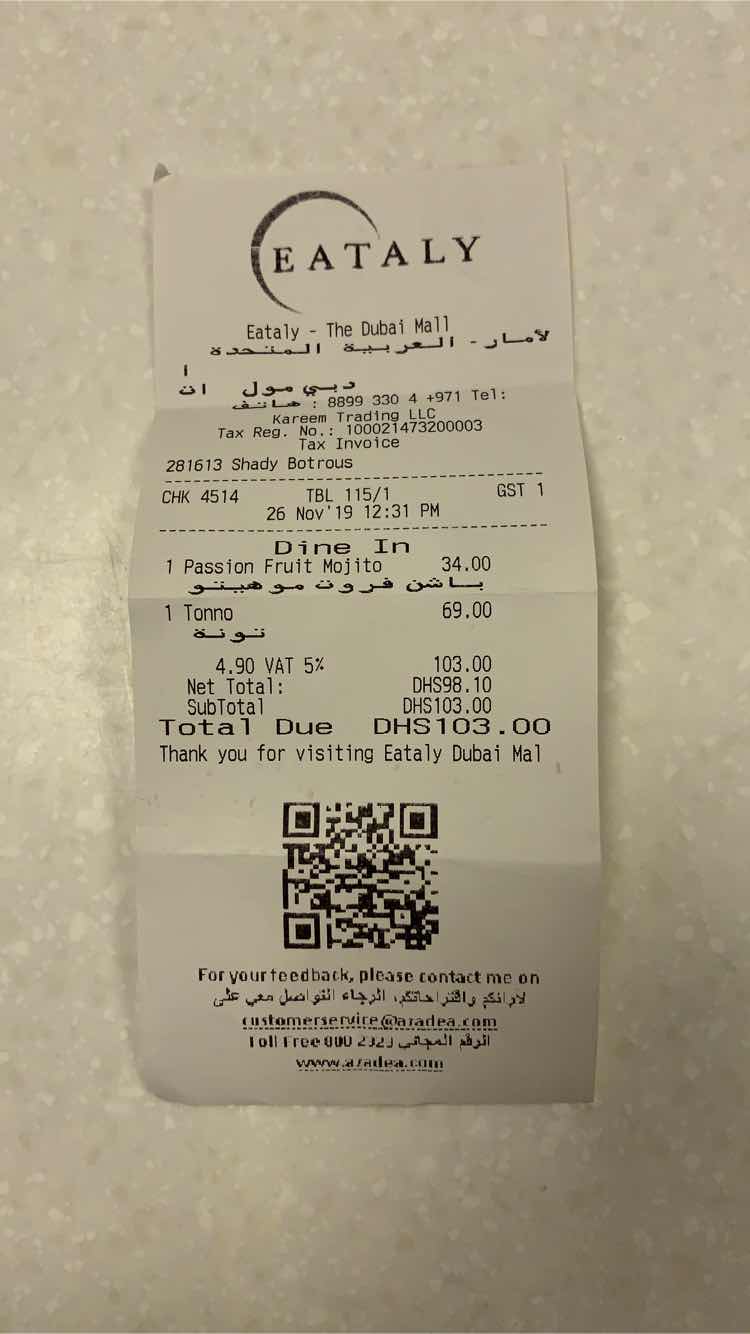 EATALY
Eataly - The Dubai Mall
لأمار- العربية المتحدة
ا
دبي مول ات
هاتف : 8899 330 4 +971 Tel:
Kareem Trading LLC
Tax Reg. No.: 100021473200003
Tax Invoice
281613 Shady Botrous
CHK 4514 TBL 115/1 GST 1
26 Nov'19 12:31 PM
Dine In
1 Passion Fruit Mojito 34.00
باشن فروت موهيتو
1 Tonno 69.00
تونة
4.90 VAT 5% 103.00
Net Total: DHS98.10
SubTotal DHS103.00
Total Due DHS103.00
Thank you for visiting Eataly Dubai Mal
For your feedback, please contact me on
لارائكم واقتراحاتكم، الرجاء التواصل معي على
customerservice@azadea.com
Toll Free 800 الرقم المجاني
www.azadea.com